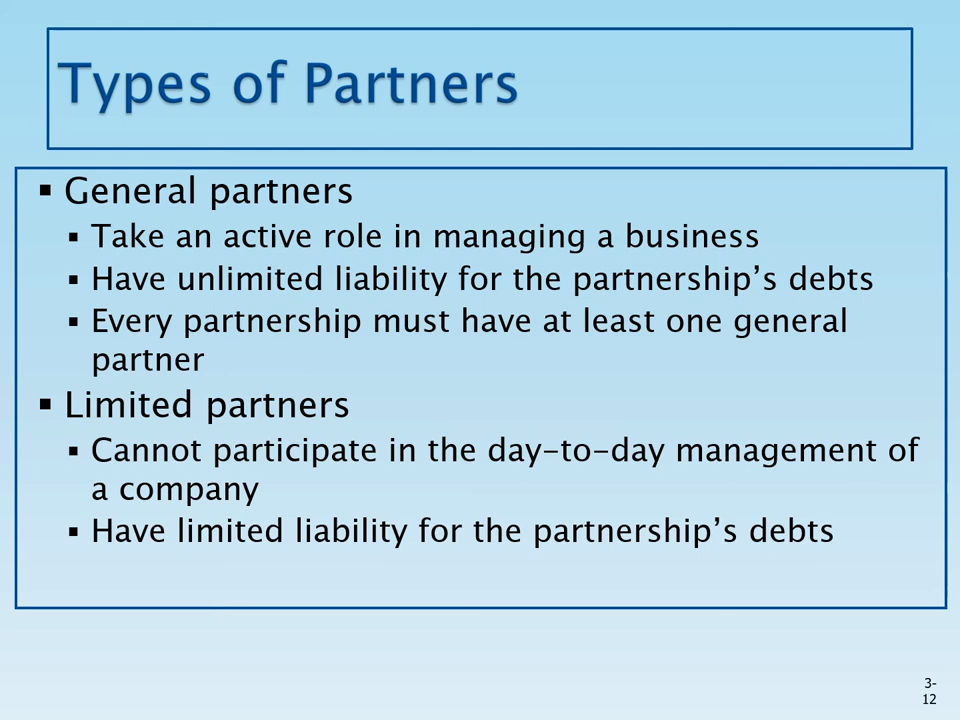 Types of Partners
▪ General partners
▪ Take an active role in managing a business
▪ Have unlimited liability for the partnership’s debts
▪ Every partnership must have at least one general
partner
▪ Limited partners
▪ Cannot participate in the day-to-day management of
a company
▪ Have limited liability for the partnership’s debts
3-
12